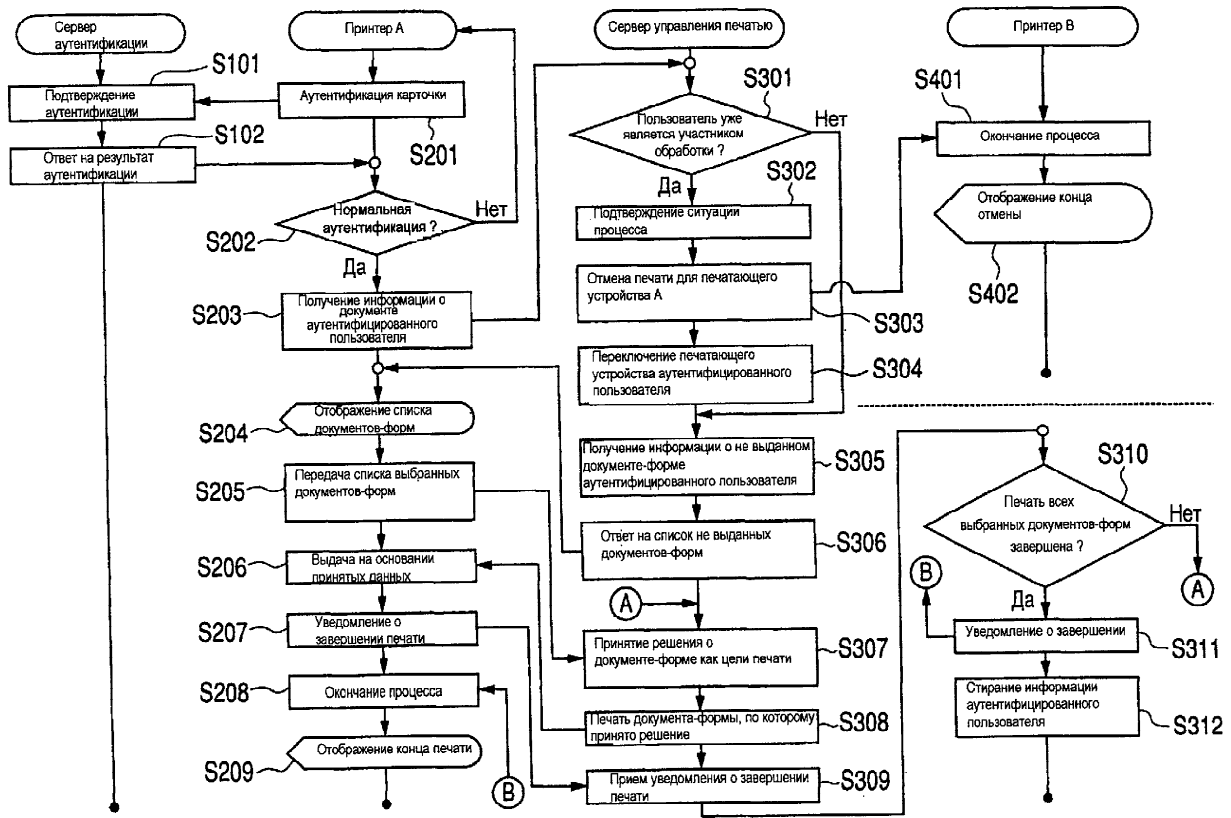 Сервер
аутентификации
S101
Подтверждение
аутентификации
S102
Ответ на результат
аутентификации
Принтер А
Аутентификация карточки
S201
Нормальная
аутентификация ?
Нет
S202
Да
S203
Получение информации о
документе
аутентифицированного
пользователя
Отображение списка
документов-форм
S204
Передача списка выбранных
документов-форм
S205
Выдача на основании
принятых данных
S206
Уведомление о
завершении печати
S207
Окончание процесса
S208
Отображение конца печати
S209
B
Сервер управления печатью
S301
Пользователь уже
является участником
обработки ?
Нет
Да
S302
Подтверждение ситуации
процесса
Отмена печати для печатающего
устройства А
S303
Переключение печатающего
устройства аутентифицированного
пользователя
S304
Получение информации о не выданном
документе-форме
аутентифицированного пользователя
S305
Ответ на список не выданных
документов-форм
S306
A
Принятие решения о
документе-форме как цели печати
S307
Печать документа-формы, по которому
принято решение
S308
Прием уведомления о завершении
печати
S309
Принтер В
S401
Окончание процесса
Отображение конца
отмены
S402
S310
Печать всех
выбранных документов-форм
завершена ?
Нет
A
B
Да
Уведомление о завершении
S311
Стирание информации
аутентифицированного
пользователя
S312